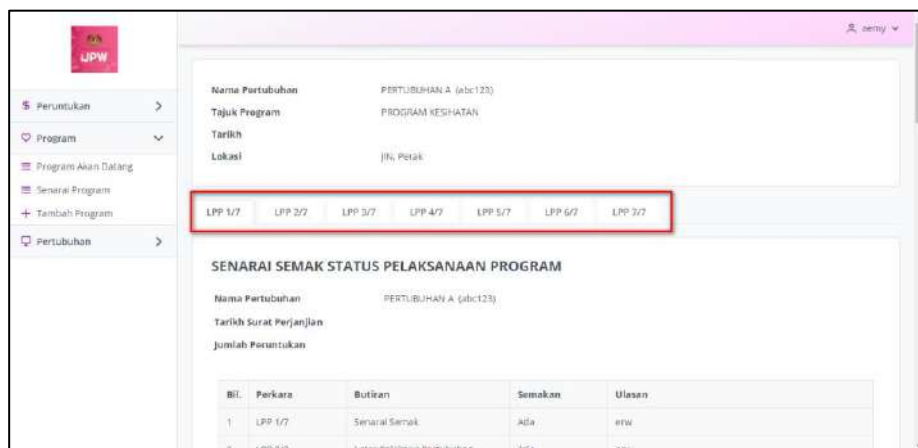 aemy
iJPW
Peruntukan
Program
Program Akan Datang
Senarai Program
Tambah Program
Pertubuhan
Nama Pertubuhan PERTUBUHAN A (abc123)
Tajuk Program PROGRAM KESIHATAN
Tarikh
Lokasi JIN, Perak
LPP 1/7 LPP 2/7 LPP 3/7 LPP 4/7 LPP 5/7 LPP 6/7 LPP 7/7
SENARAI SEMAK STATUS PELAKSANAAN PROGRAM
Nama Pertubuhan PERTUBUHAN A (abc123)
Tarikh Surat Perjanjian
Jumlah Peruntukan
Bil. Perkara Butiran Semakan Ulasan
1 LPP 1/7 Senarai Semak Ada erw